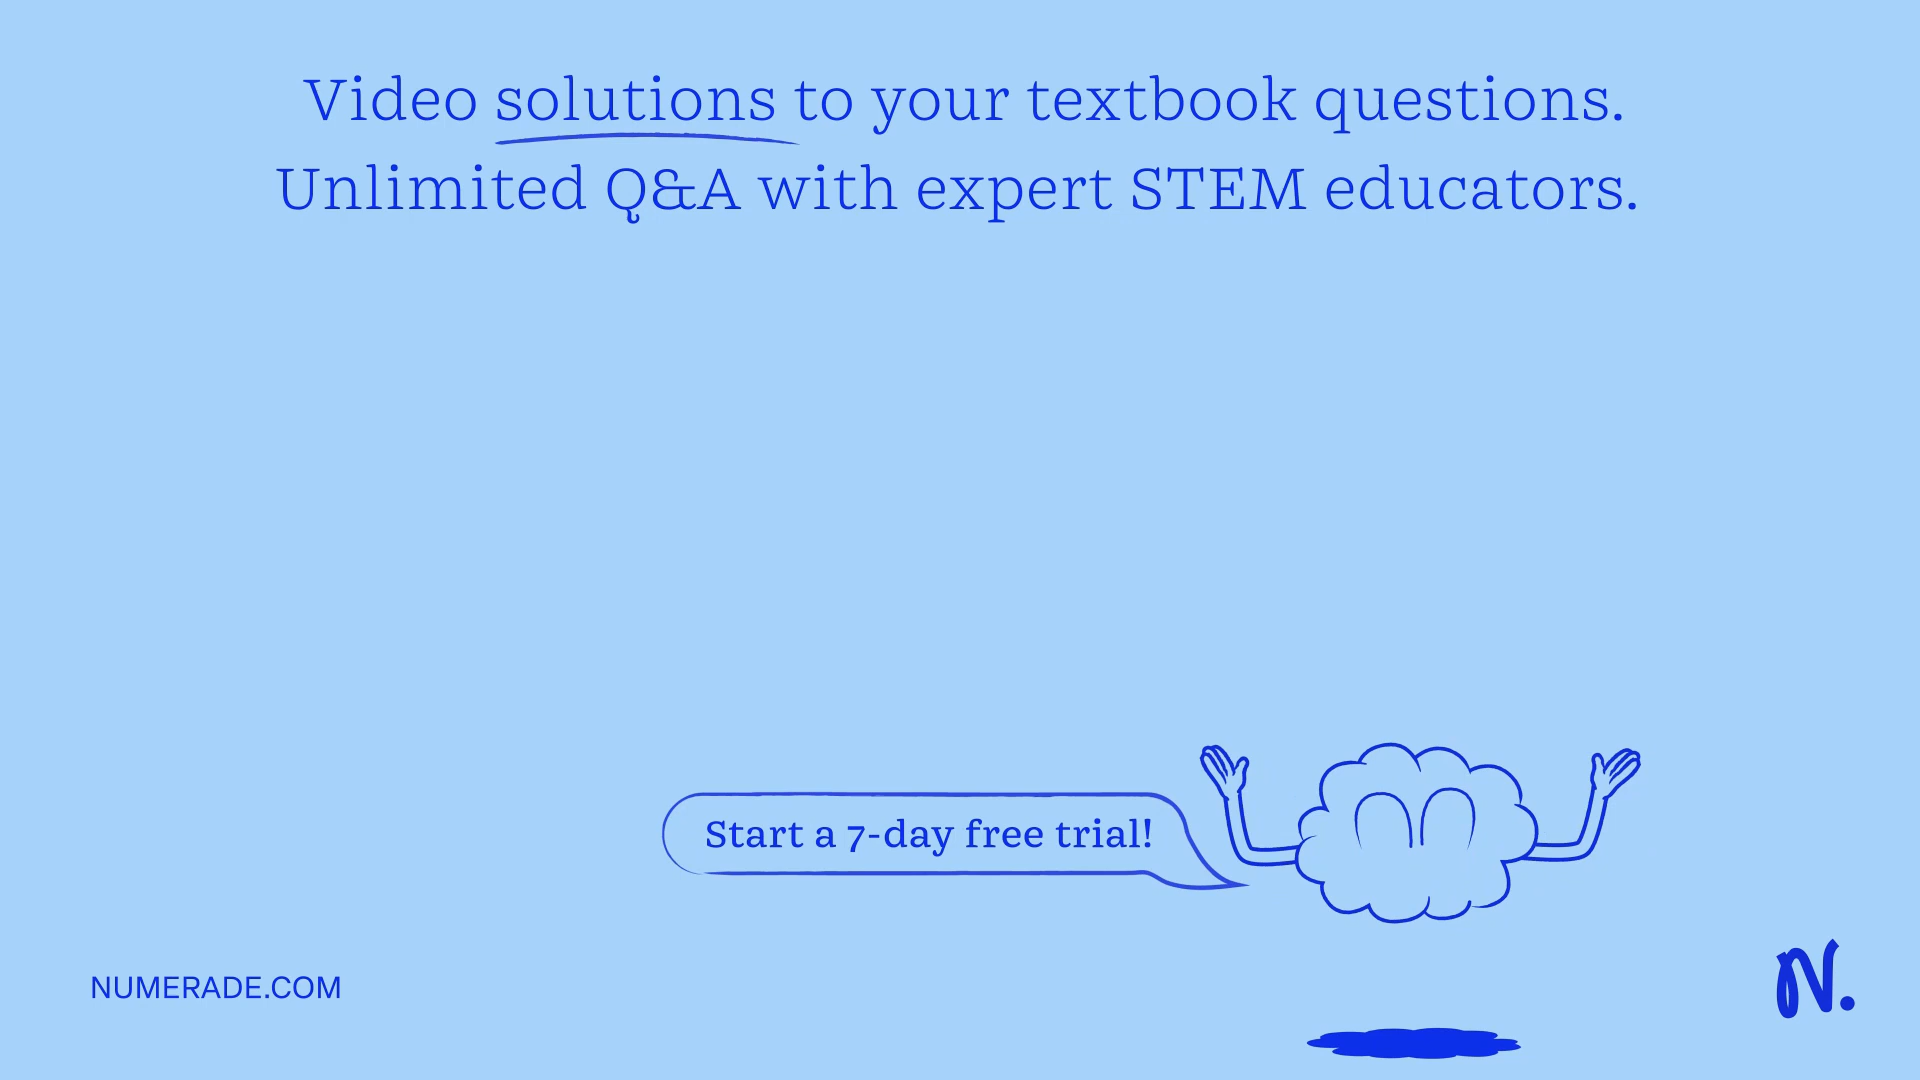 Video solutions to your textbook questions.
Unlimited Q&A with expert STEM educators.
Start a 7-day free trial!
NUMERADE.COM
N.